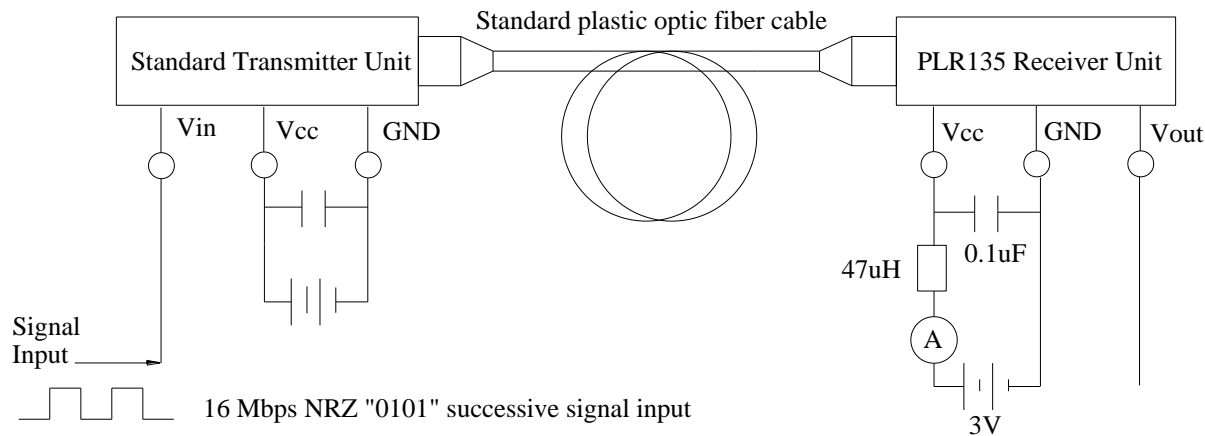 Standard plastic optic fiber cable
Standard Transmitter Unit
PLR135 Receiver Unit
Vin
Vcc
GND
Vcc
GND
Vout
0.1uF
47uH
A
Signal
Input
3V
16 Mbps NRZ "0101" successive signal input